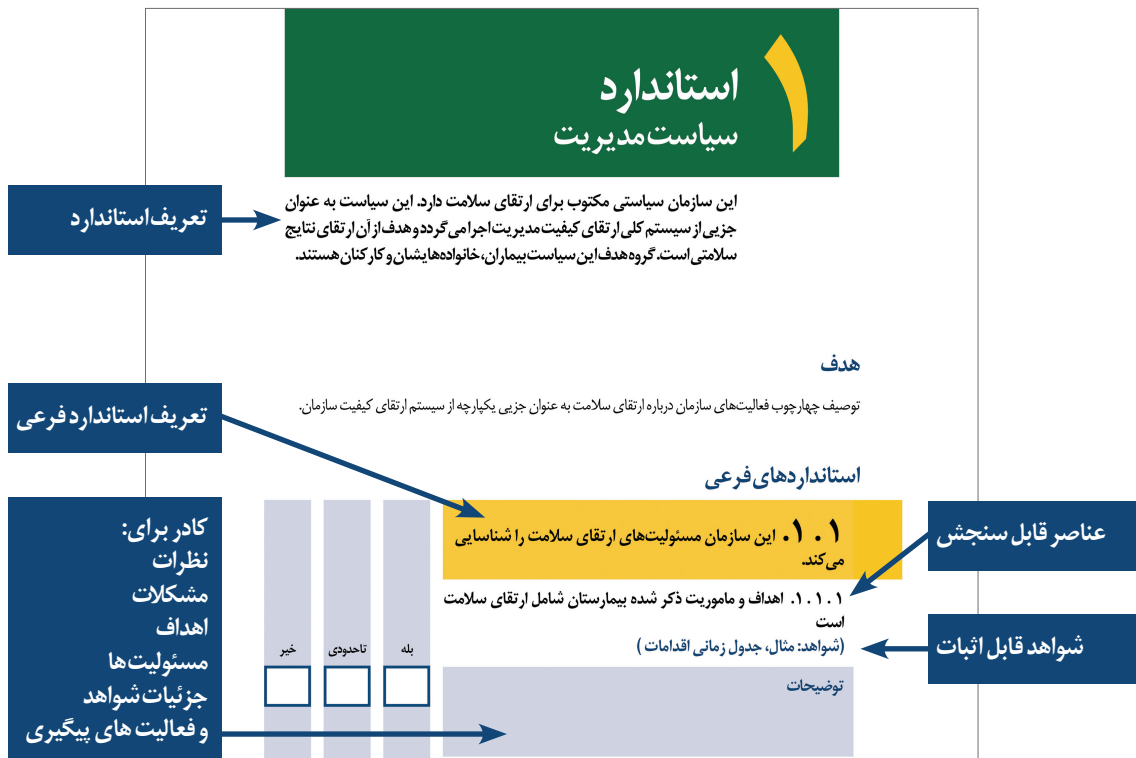 ۱
استاندارد
سیاست مدیریت
این سازمان سیاستی مکتوب برای ارتقای سلامت دارد. این سیاست به عنوان
جزیی از سیستم کلی ارتقای کیفیت مدیریت اجرا می‌گردد و هدف از آن ارتقای نتایج
سلامتی است. گروه هدف این سیاست بیماران، خانواده‌هایشان و کارکنان هستند.
تعریف استاندارد
هدف
توصیف چهارچوب فعالیت‌های سازمان درباره ارتقای سلامت به عنوان جزیی یکپارچه از سیستم ارتقای کیفیت سازمان.
تعریف استاندارد فرعی
استانداردهای فرعی
۱.۱. این سازمان مسئولیت‌های ارتقای سلامت را شناسایی
می‌کند.
عناصر قابل سنجش
۱.۱.۱. اهداف و ماموریت ذکر شده بیمارستان شامل ارتقای سلامت
است
(شواهد: مثال، جدول زمانی اقدامات )
شواهد قابل اثبات
بله
تاحدودی
خیر
توضیحات
کادر برای:
نظرات
مشکلات
اهداف
مسئولیت‌ها
جزئیات شواهد
و فعالیت های پیگیری